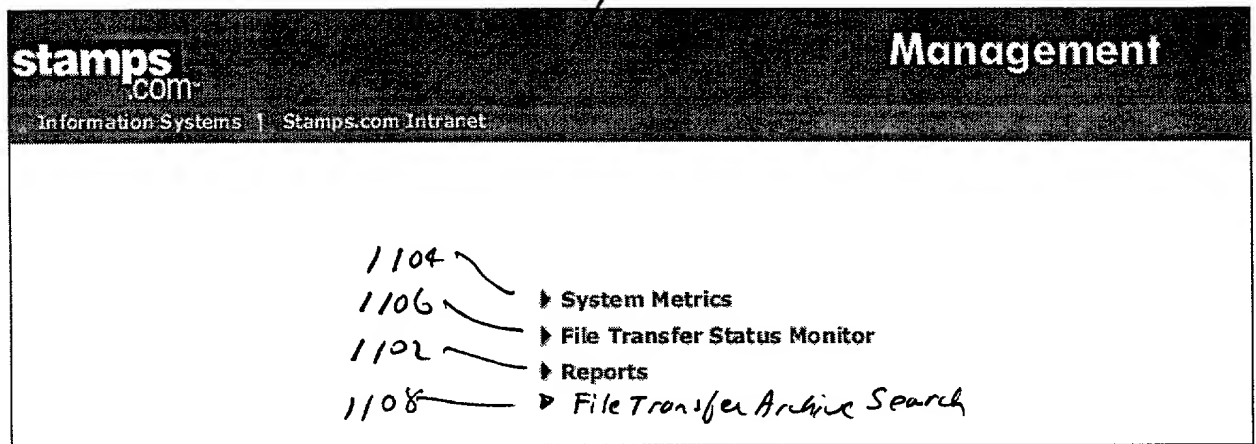 stamps
.com™
Management
Information Systems | Stamps.com Intranet
1104
System Metrics
1106
File Transfer Status Monitor
1102
Reports
1108
File Transfer Archive Search